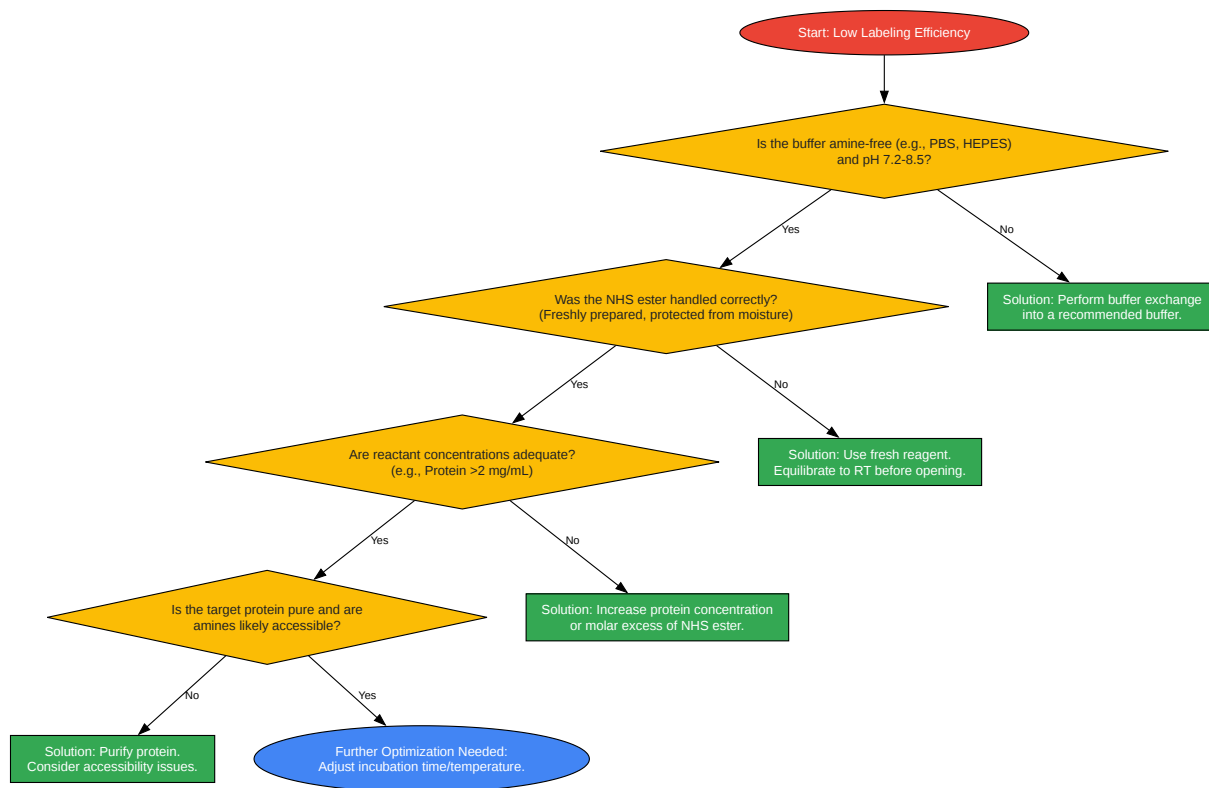 Start: Low Labeling Efficiency
Is the buffer amine-free (e.g., PBS, HEPES)
and pH 7.2-8.5?
Yes
No
Was the NHS ester handled correctly?
(Freshly prepared, protected from moisture)
Solution: Perform buffer exchange
into a recommended buffer.
Yes
No
Are reactant concentrations adequate?
(e.g., Protein >2 mg/mL)
Solution: Use fresh reagent.
Equilibrate to RT before opening.
Yes
No
Is the target protein pure and are
amines likely accessible?
Solution: Increase protein concentration
or molar excess of NHS ester.
No
Yes
Solution: Purify protein.
Consider accessibility issues.
Further Optimization Needed:
Adjust incubation time/temperature.